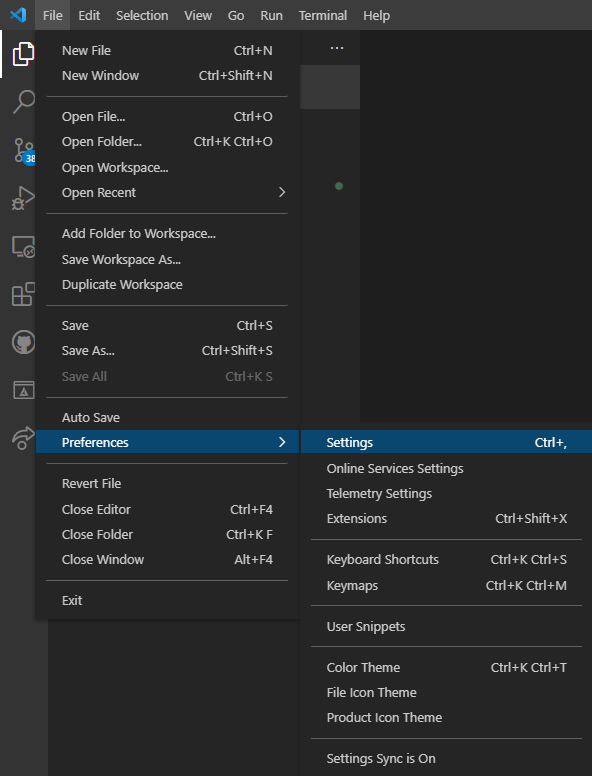 File Edit Selection View Go Run Terminal Help
New File Ctrl+N
New Window Ctrl+Shift+N
Open File... Ctrl+O
Open Folder... Ctrl+K Ctrl+O
Open Workspace...
Open Recent
Add Folder to Workspace...
Save Workspace As...
Duplicate Workspace
Save Ctrl+S
Save As... Ctrl+Shift+S
Save All Ctrl+K S
Auto Save
Preferences
Revert File
Close Editor Ctrl+F4
Close Folder Ctrl+K F
Close Window Alt+F4
Exit
38
Settings Ctrl+,
Online Services Settings
Telemetry Settings
Extensions Ctrl+Shift+X
Keyboard Shortcuts Ctrl+K Ctrl+S
Keymaps Ctrl+K Ctrl+M
User Snippets
Color Theme Ctrl+K Ctrl+T
File Icon Theme
Product Icon Theme
Settings Sync is On